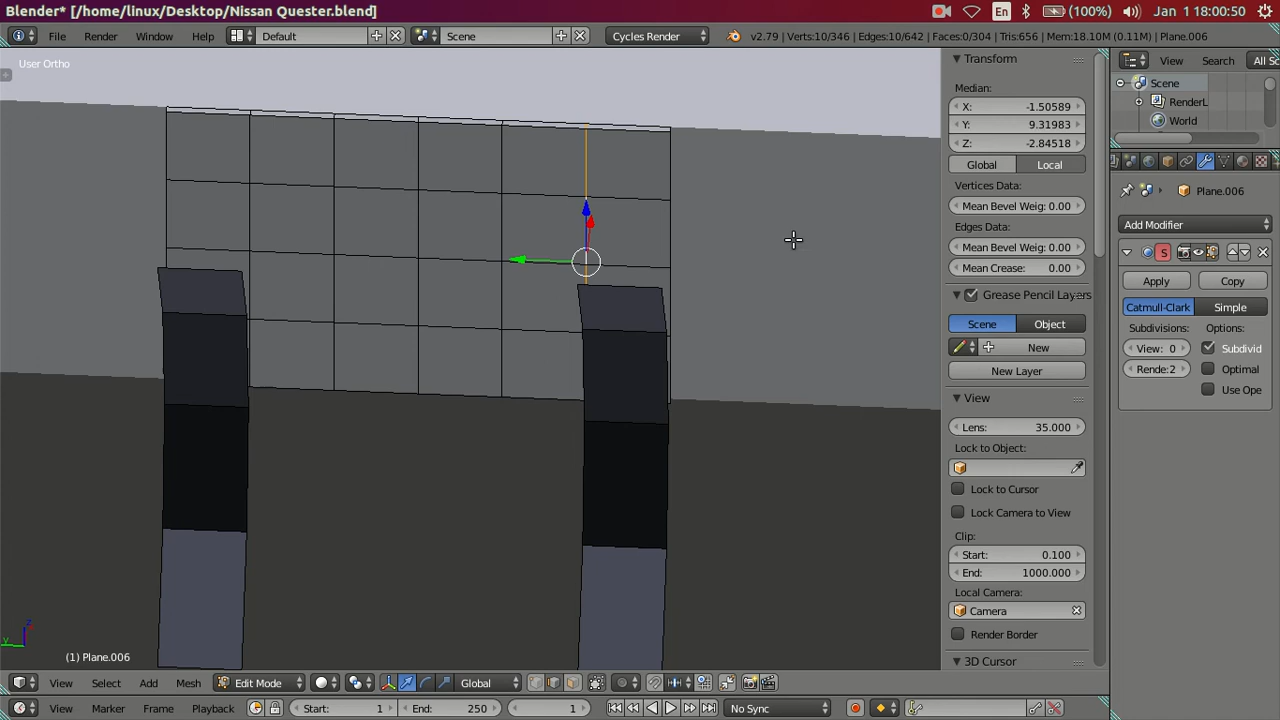 Blender* [/home/linux/Desktop/Nissan Quester.blend]
En
(100%)
Jan 1 18:00:50
File
Render
Window
Help
Default
Scene
Cycles Render
v2.79 | Verts:10/346 | Edges:10/642 | Faces:0/304 | Tris:656 | Mem:18.10M (0.11M) | Plane.006
User Ortho
Transform
Median:
X: -1.50589
Y: 9.31983
Z: -2.84518
Global
Local
Vertices Data:
Mean Bevel Weig: 0.00
Edges Data:
Mean Bevel Weig: 0.00
Mean Crease: 0.00
Grease Pencil Layers
Scene
Object
New
New Layer
View
Lens: 35.000
Lock to Object:
Lock to Cursor
Lock Camera to View
Clip:
Start: 0.100
End: 1000.000
Local Camera:
Camera
Render Border
3D Cursor
View
Search
All Sc
Scene
RenderL
World
Plane.006
Add Modifier
S
Apply
Copy
Catmull-Clark
Simple
Subdivisions:
Options:
View: 0
Subdivid
Rende:2
Optimal
Use Ope
z
y
(1) Plane.006
View
Select
Add
Mesh
Edit Mode
Global
View
Marker
Frame
Playback
Start: 1
End: 250
1
No Sync